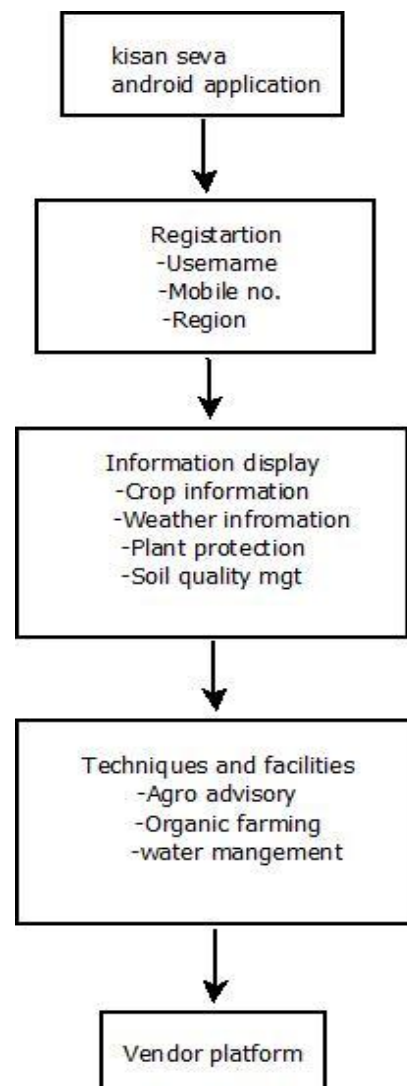 kisan seva
android application
Registartion
-Username
-Mobile no.
-Region
Information display
-Crop information
-Weather infromation
-Plant protection
-Soil quality mgt
Techniques and facilities
-Agro advisory
-Organic farming
-water mangement
Vendor platform